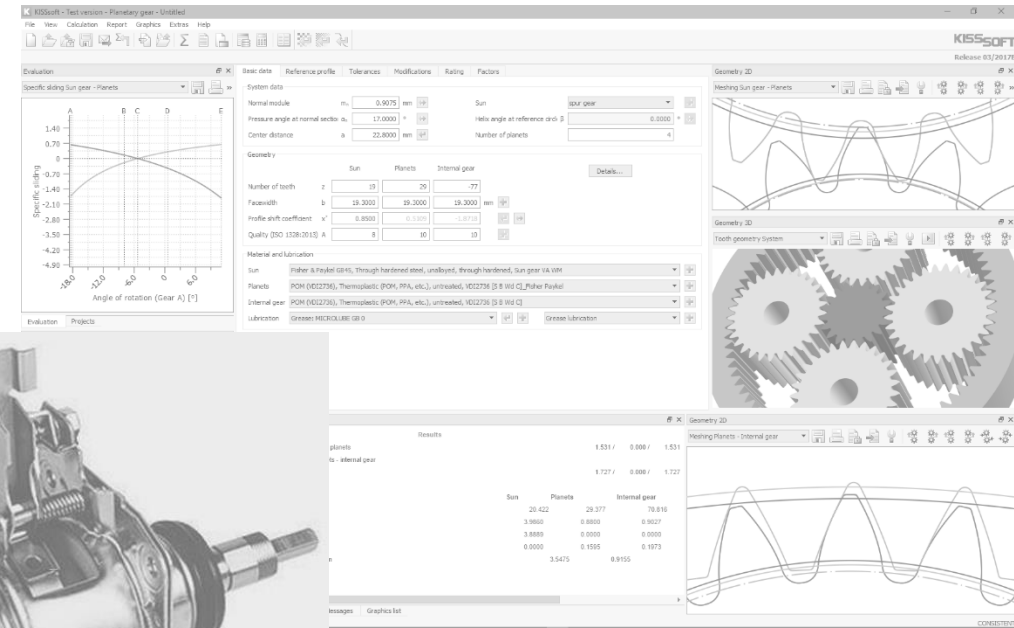 KISSsoft - Test version - Planetary gear - Untitled
File View Calculation Report Graphics Extras Help
KISSSOFT
Release 03/2017
Evaluation
Specific sliding Sun gear - Planets
A B C D E
Specific sliding
1.40
0.70
0
-0.70
-1.40
-2.10
-2.80
-3.50
-4.20
-4.90
-18.0 -12.0 -6.0 0 6.0
Angle of rotation (Gear A) [°]
Evaluation Projects
Basic data Reference profile Tolerances Modifications Rating Factors
System data
Normal module 0.9075 mm
Pressure angle at normal section 17.0000 °
Center distance a 22.8000 mm
Sun spur gear
Helix angle at reference circle β 0.0000 °
Number of planets 4
Geometry
Sun Planets Internal gear
Details...
Number of teeth z 19 29 -77
Facewidth b 19.3000 19.3000 19.3000 mm
Profile shift coefficient x* 0.8500
Quality (ISO 1328:2013) A 8 10 10
Material and lubrication
Sun Fisher & Paykel GB45, Through hardened steel, unalloyed, through hardened, Sun gear VA WM
Planets POM (VDI2736), Thermoplastic (POM, PPA, etc.), untreated, VDI2736 [S B Wd C]_Fisher Paykel
Internal gear POM (VDI2736), Thermoplastic (POM, PPA, etc.), untreated, VDI2736 [S B Wd C]
Lubrication Grease: MICROLUBE GB 0 Grease lubrication
Geometry 2D
Meshing Sun gear - Planets
Geometry 3D
Tooth geometry System
Results
planets 1.531 / 0.000 / 1.531
ts - internal gear
1.727 / 0.000 / 1.727
Sun Planets Internal gear
20.422 29.377 70.616
3.9660 0.8800 0.9027
3.8889 0.0000 0.0000
0.0000 0.1595 0.1973
3.5475 0.9155
essages Graphics list
Geometry 2D
Meshing Planets - Internal gear
CONSISTENT